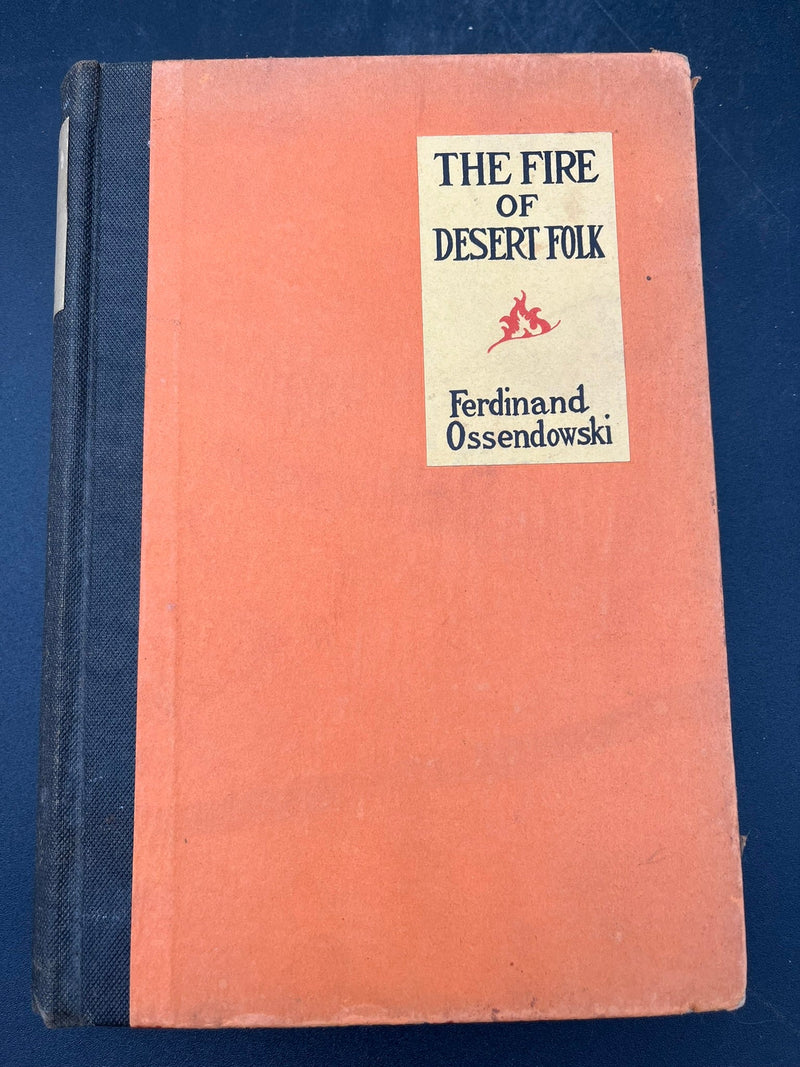 THE FIRE
OF
DESERT FOLK
Ferdinand
Ossendowski